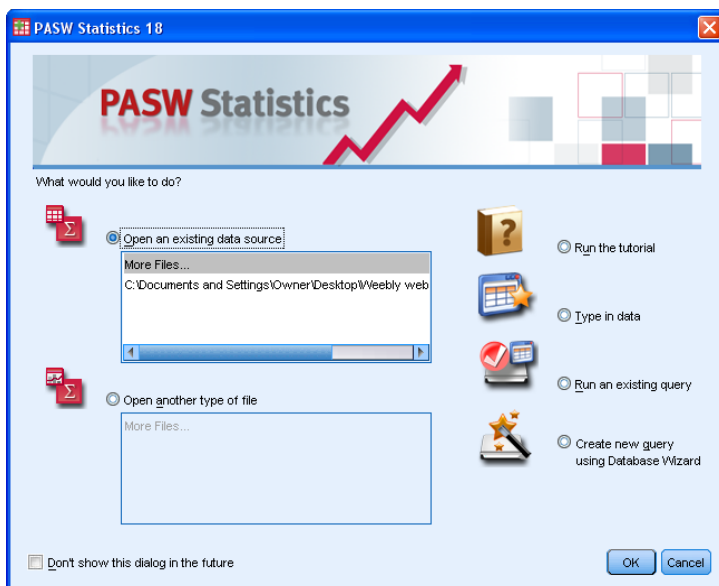 PASW Statistics 18
PASW Statistics
What would you like to do?
Open an existing data source
More Files...
C:\Documents and Settings\Owner\Desktop\Weebly web
Open another type of file
More Files...
?
Run the tutorial
Type in data
Run an existing query
Create new query
using Database Wizard
Don't show this dialog in the future
OK
Cancel